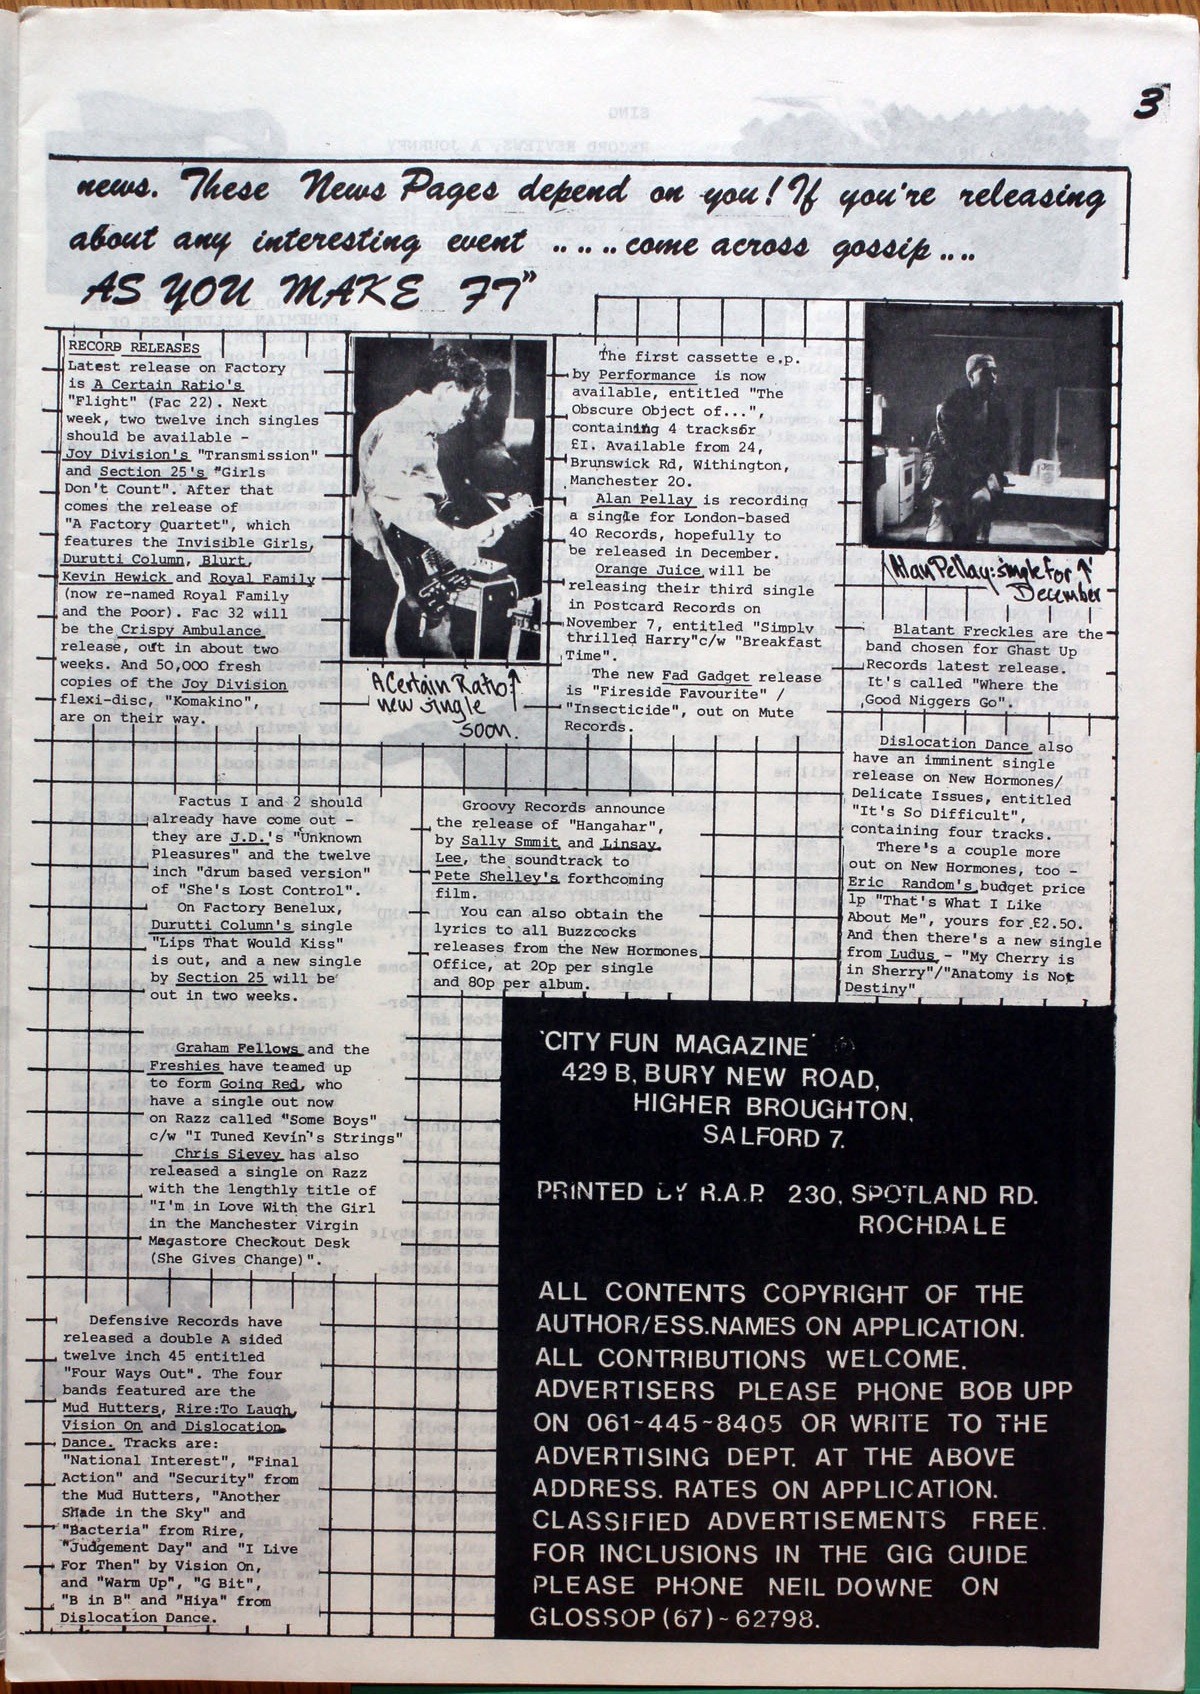 3
news. These News Pages depend on you! If you're releasing
about any interesting event .. .. come across gossip....
AS YOU MAKE IT"
RECORD RELEASES
Latest release on Factory
is A Certain Ratio's
"Flight" (Fac 22). Next
week, two twelve inch singles
should be available -
Joy Division's "Transmission"
and Section 25's "Girls
Don't Count". After that
comes the release of
"A Factory Quartet", which
features the Invisible Girls,
Durutti Column, Blurt,
Kevin Hewick and Royal Family
(now re-named Royal Family
and the Poor). Fac 32 will
be the Crispy Ambulance
release, out in about two
weeks. And 50,000 fresh
copies of the Joy Division
flexi-disc, "Komakino",
are on their way.
A Certain Ratio ↑
new single
soon.
The first cassette e.p.
by Performance is now
available, entitled "The
Obscure Object of...",
containing 4 tracksfor
£1. Available from 24,
Brunswick Rd, Withington,
Manchester 20.
Alan Pellay is recording
a single for London-based
40 Records, hopefully to
be released in December.
Orange Juice will be
releasing their third single
in Postcard Records on
November 7, entitled "Simply
thrilled Harry"c/w "Breakfast
Time".
The new Fad Gadget release
is "Fireside Favourite" /
"Insecticide", out on Mute
Records.
Alan Pellay: single for ↑
December
Blatant Freckles are the
band chosen for Ghast Up
Records latest release.
It's called "Where the
Good Niggers Go".
Dislocation Dance also
have an imminent single
release on New Hormones/
Delicate Issues, entitled
"It's So Difficult",
containing four tracks.
There's a couple more
out on New Hormones, too -
Eric Random's budget price
lp "That's What I Like
About Me", yours for £2.50.
And then there's a new single
from Ludus - "My Cherry is
in Sherry"/"Anatomy is Not
Destiny"
Factus I and 2 should
already have come out -
they are J.D.'s "Unknown
Pleasures" and the twelve
inch "drum based version"
of "She's Lost Control".
On Factory Benelux,
Durutti Column's single
"Lips That Would Kiss"
is out, and a new single
by Section 25 will be
out in two weeks.
Groovy Records announce
the release of "Hangahar",
by Sally Smmit and Linsay
Lee, the soundtrack to
Pete Shelley's forthcoming
film.
You can also obtain the
lyrics to all Buzzcocks
releases from the New Hormones
Office, at 20p per single
and 80p per album.
Graham Fellows and the
Freshies have teamed up
to form Going Red, who
have a single out now
on Razz called "Some Boys"
c/w "I Tuned Kevin's Strings"
Chris Sievey has also
released a single on Razz
with the lengthly title of
"I'm in Love With the Girl
in the Manchester Virgin
Megastore Checkout Desk
(She Gives Change)".
Defensive Records have
released a double A sided
twelve inch 45 entitled
"Four Ways Out". The four
bands featured are the
Mud Hutters, Rire:To Laugh,
Vision On and Dislocation
Dance. Tracks are:
"National Interest", "Final
Action" and "Security" from
the Mud Hutters, "Another
Shade in the Sky" and
"Bacteria" from Rire,
"Judgement Day" and "I Live
For Then" by Vision On,
and "Warm Up", "G Bit",
"B in B" and "Hiya" from
Dislocation Dance.
'CITY FUN MAGAZINE'
429 B, BURY NEW ROAD,
HIGHER BROUGHTON,
SALFORD 7.
PRINTED BY R.A.P. 230, SPOTLAND RD.
ROCHDALE
ALL CONTENTS COPYRIGHT OF THE
AUTHOR/ESS.NAMES ON APPLICATION.
ALL CONTRIBUTIONS WELCOME.
ADVERTISERS PLEASE PHONE BOB UPP
ON 061-445-8405 OR WRITE TO THE
ADVERTISING DEPT. AT THE ABOVE
ADDRESS. RATES ON APPLICATION.
CLASSIFIED ADVERTISEMENTS FREE.
FOR INCLUSIONS IN THE GIG GUIDE
PLEASE PHONE NEIL DOWNE ON
GLOSSOP (67)-62798.